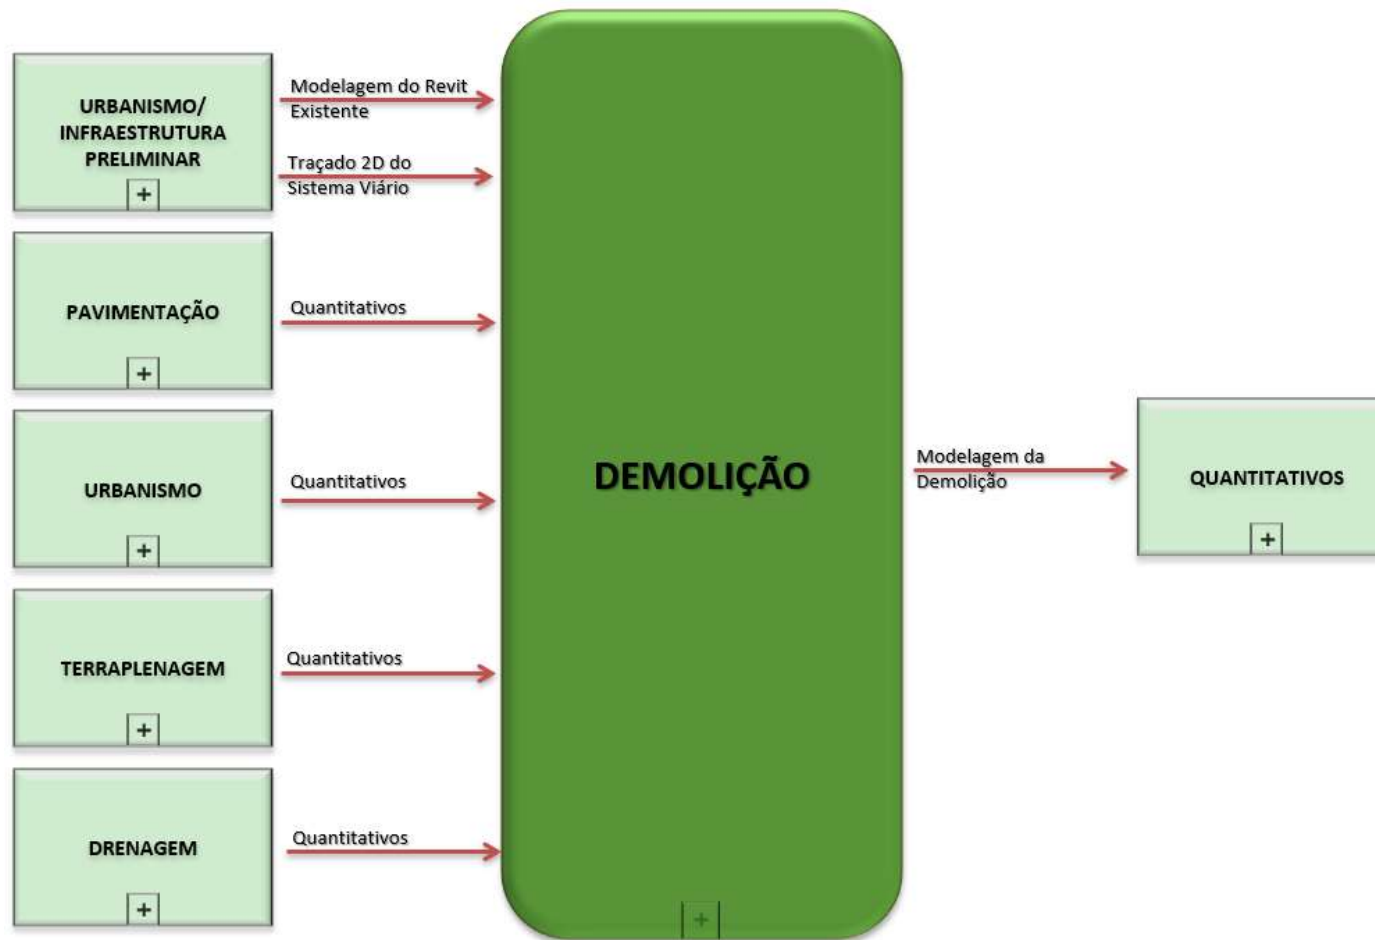 URBANISMO/
INFRAESTRUTURA
PRELIMINAR
+
Modelagem do Revit
Existente
Traçado 2D do
Sistema Viário
PAVIMENTAÇÃO
+
Quantitativos
URBANISMO
+
Quantitativos
TERRAPLENAGEM
+
Quantitativos
DRENAGEM
+
Quantitativos
DEMOLIÇÃO
+
Modelagem da
Demolição
QUANTITATIVOS
+